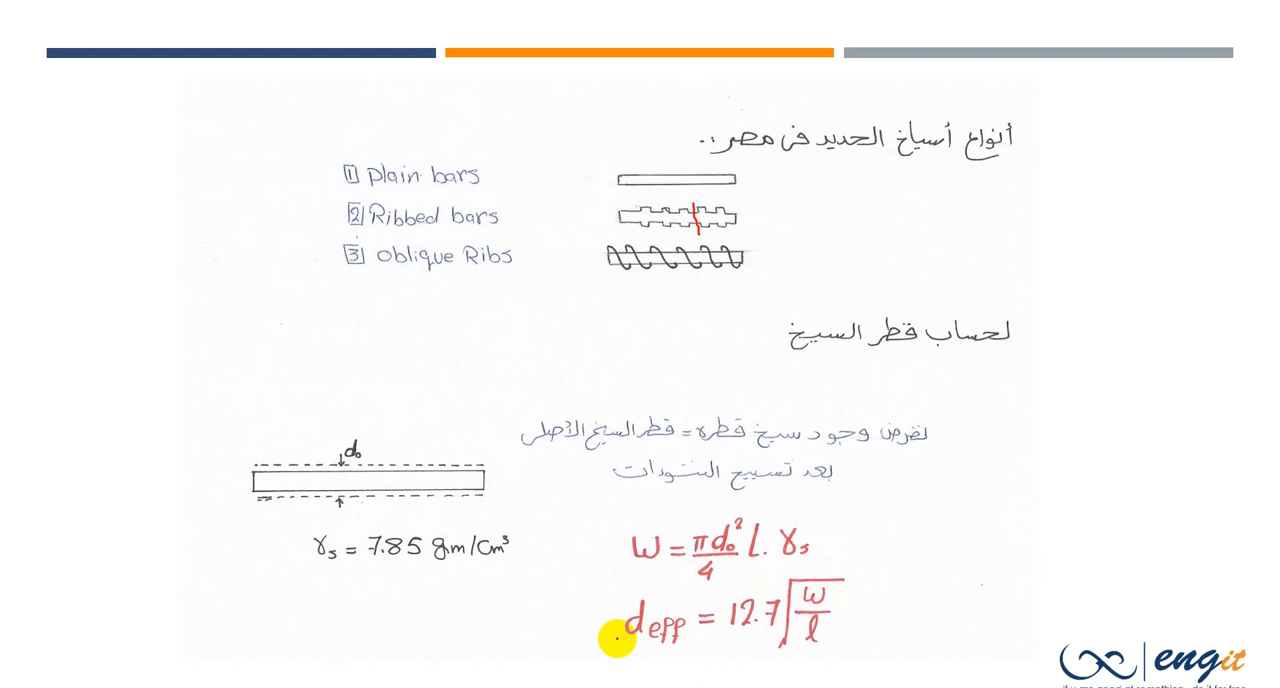 أنواع أسياخ الحديد فى مصر :-
1 Plain bars
2 Ribbed bars
3 Oblique Ribs
لحساب قطر السيخ
نفرض وجود سيخ قطره = قطر السيخ الأصلى
بعد تسييح النتوءات
d₀
γs = 7.85 gm/cm³
W = πd₀²/4 L . γs
deff = 12.7 √(W/l)
engit